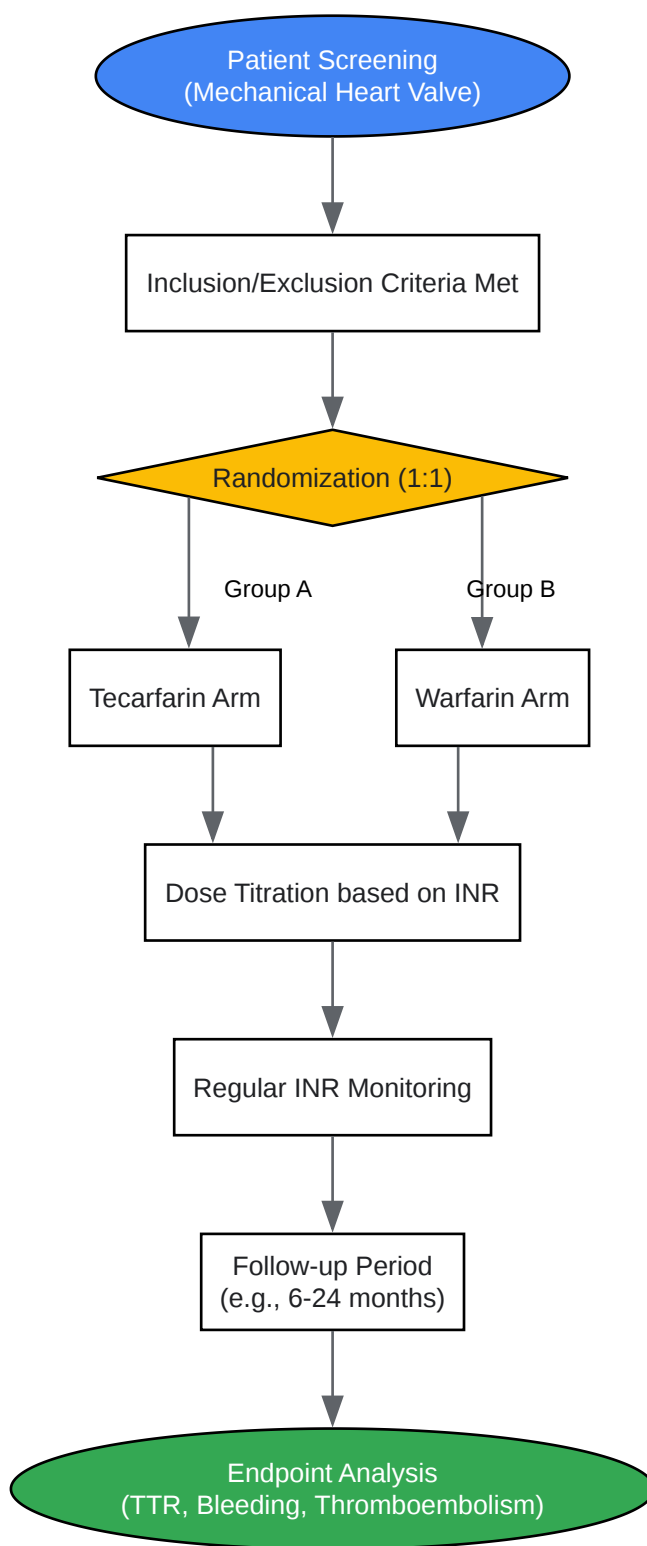 Patient Screening
(Mechanical Heart Valve)
Inclusion/Exclusion Criteria Met
Randomization (1:1)
Group A
Group B
Tecarfarin Arm
Warfarin Arm
Dose Titration based on INR
Regular INR Monitoring
Follow-up Period
(e.g., 6-24 months)
Endpoint Analysis
(TTR, Bleeding, Thromboembolism)